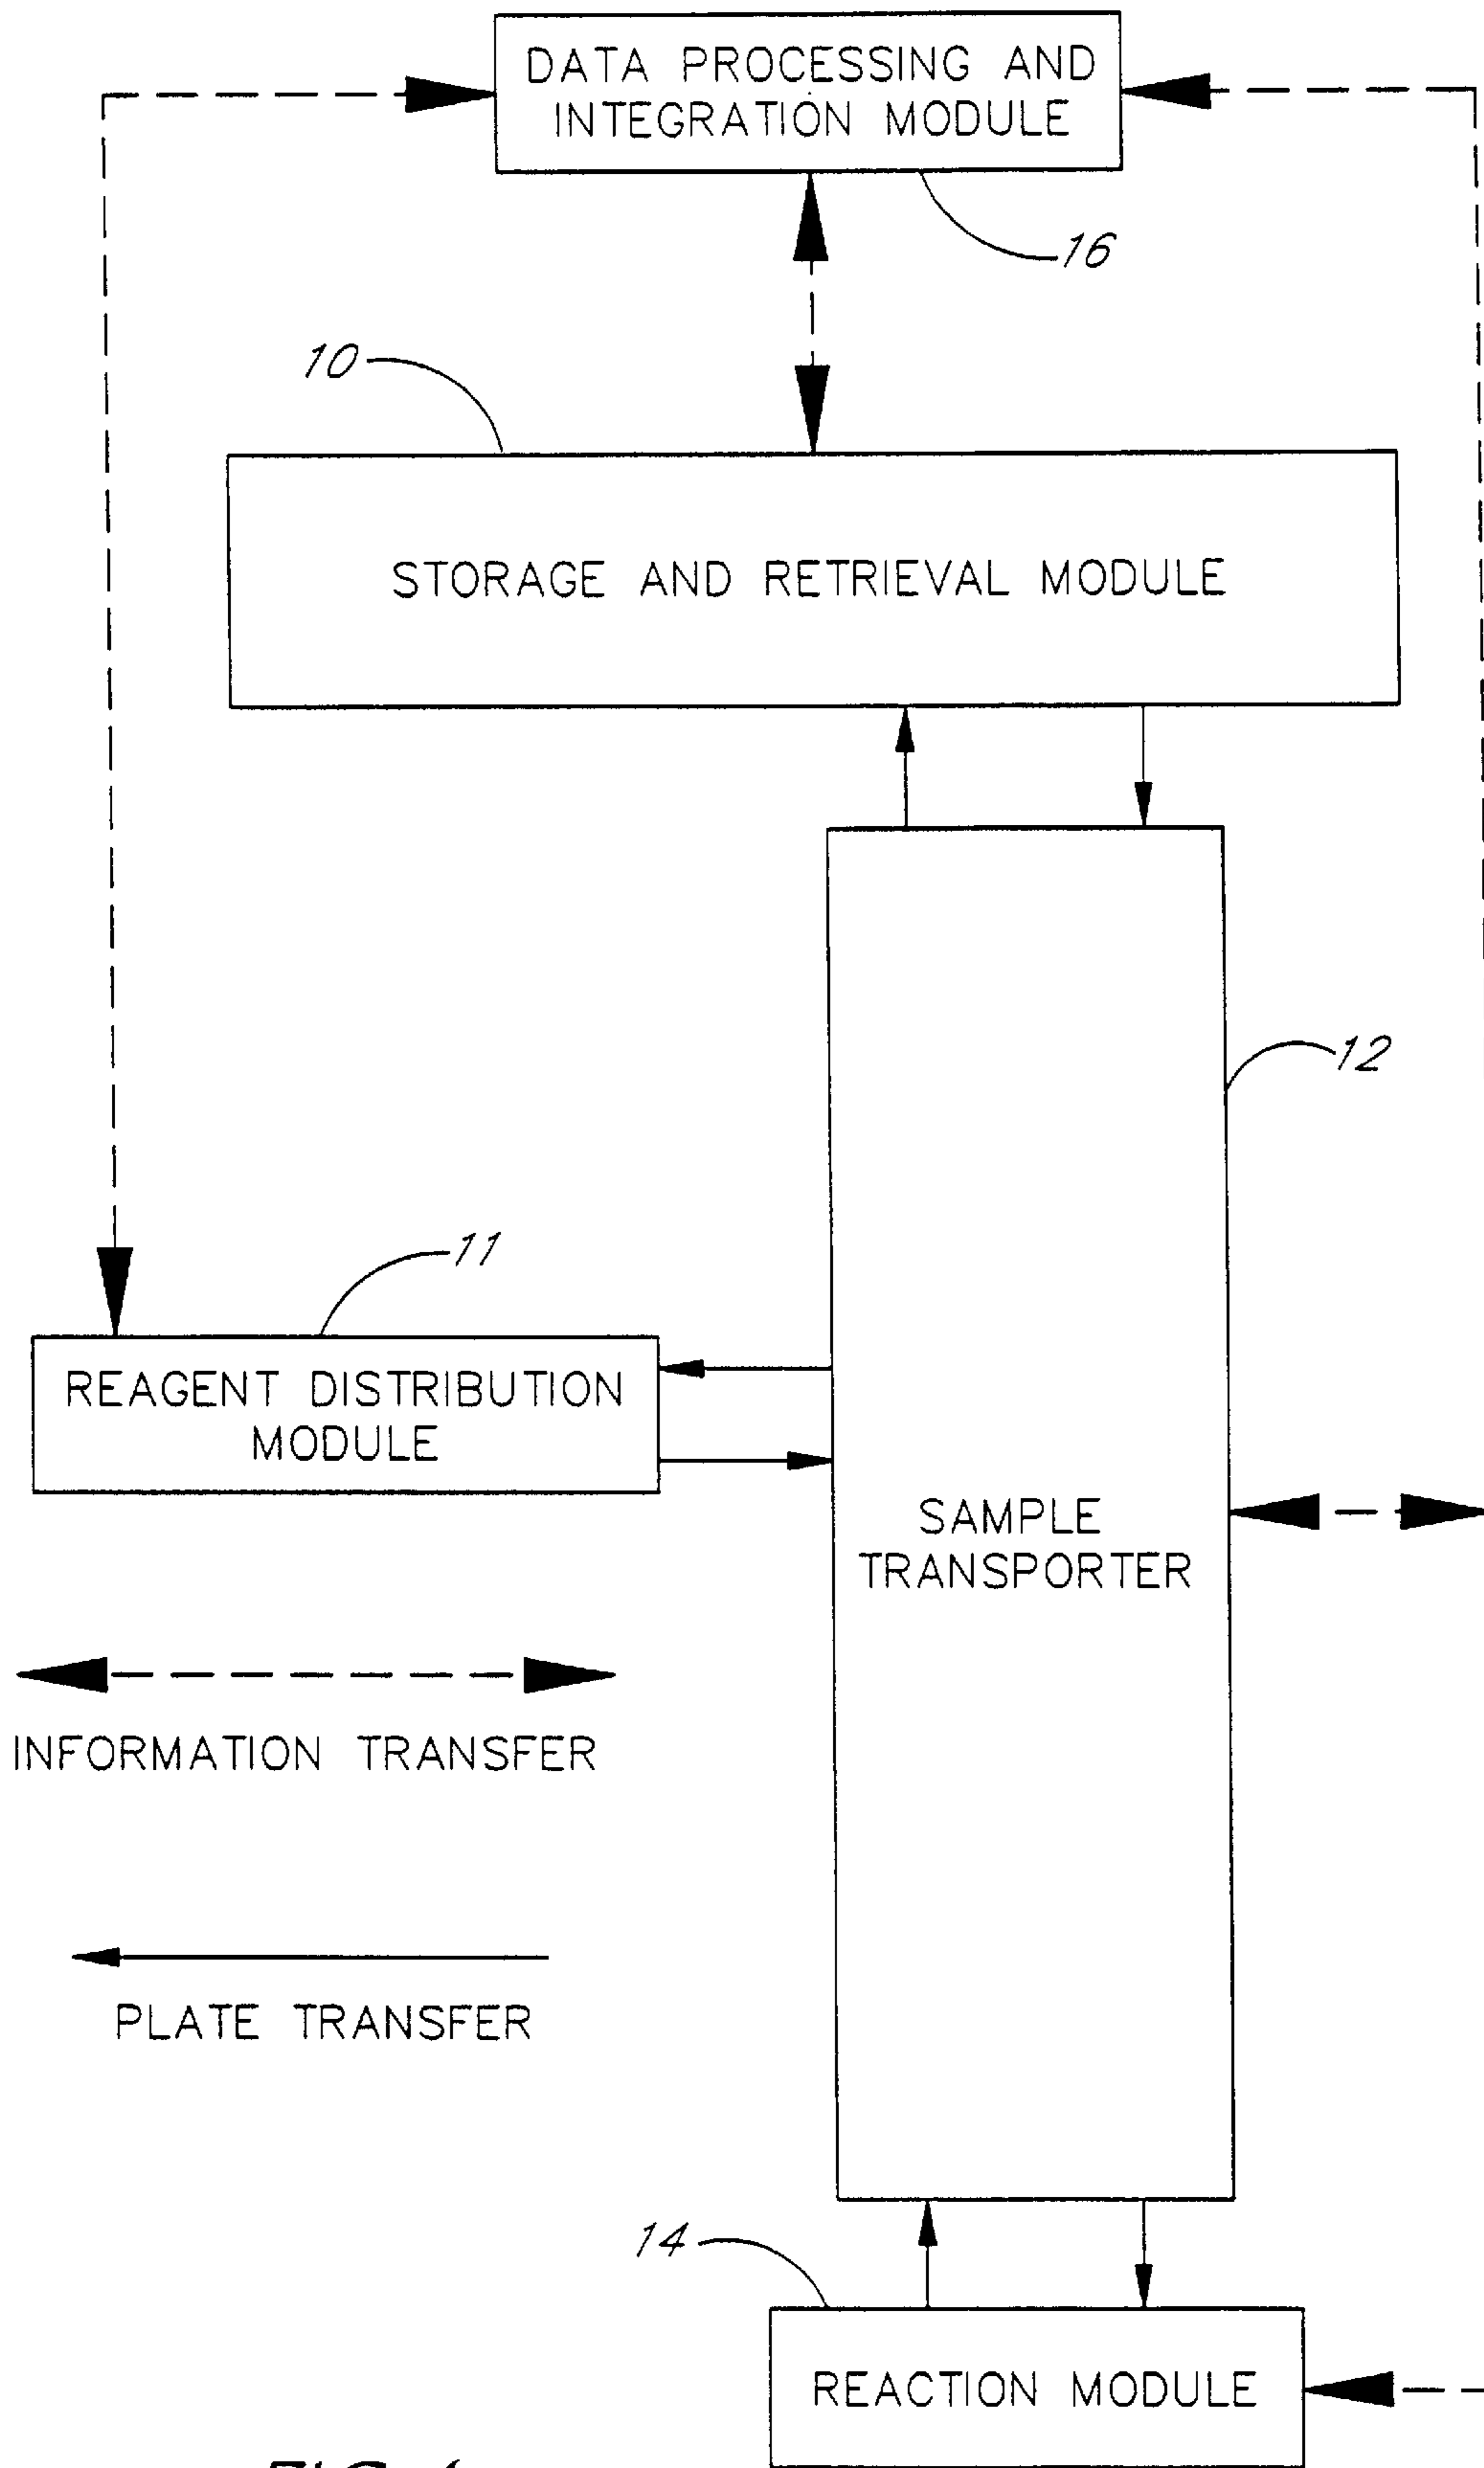 DATA PROCESSING AND
INTEGRATION MODULE
16
10
STORAGE AND RETRIEVAL MODULE
12
11
REAGENT DISTRIBUTION
MODULE
SAMPLE
TRANSPORTER
INFORMATION TRANSFER
PLATE TRANSFER
14
REACTION MODULE